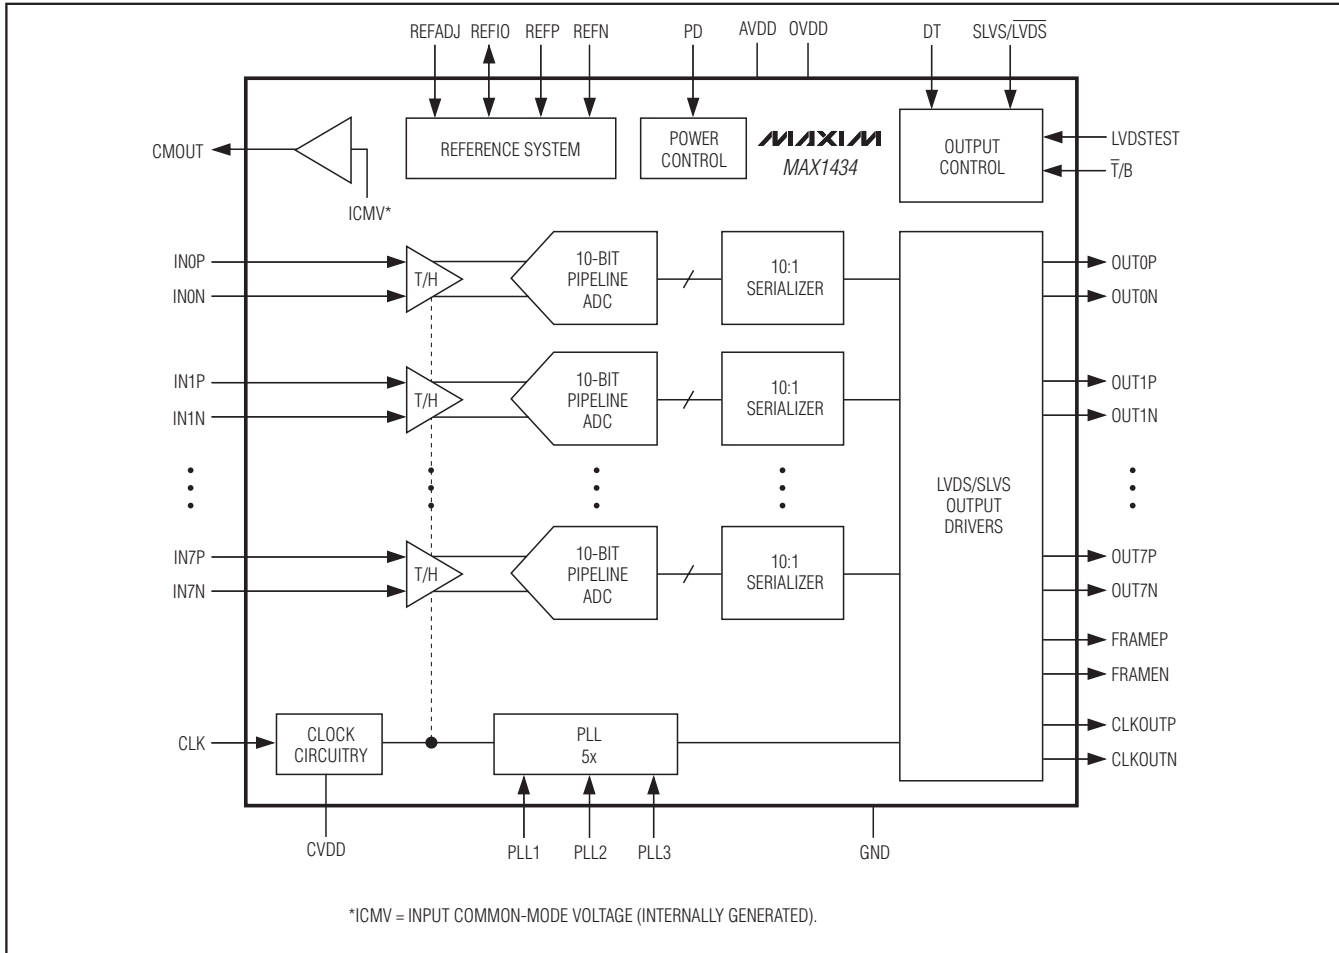 REFADJ REFIO REFP REFN PD AVDD OVDD DT SLVS/L̅V̅D̅S̅
CMOUT
ICMV*
REFERENCE SYSTEM
POWER
CONTROL
MAXIM
MAX1434
OUTPUT
CONTROL
LVDSTEST
T̅/B
IN0P
IN0N
T/H
10-BIT
PIPELINE
ADC
10:1
SERIALIZER
OUT0P
OUT0N
IN1P
IN1N
T/H
10-BIT
PIPELINE
ADC
10:1
SERIALIZER
OUT1P
OUT1N
LVDS/SLVS
OUTPUT
DRIVERS
IN7P
IN7N
T/H
10-BIT
PIPELINE
ADC
10:1
SERIALIZER
OUT7P
OUT7N
FRAMEP
FRAMEN
CLK
CLOCK
CIRCUITRY
PLL
5x
CLKOUTP
CLKOUTN
CVDD PLL1 PLL2 PLL3 GND
*ICMV = INPUT COMMON-MODE VOLTAGE (INTERNALLY GENERATED).